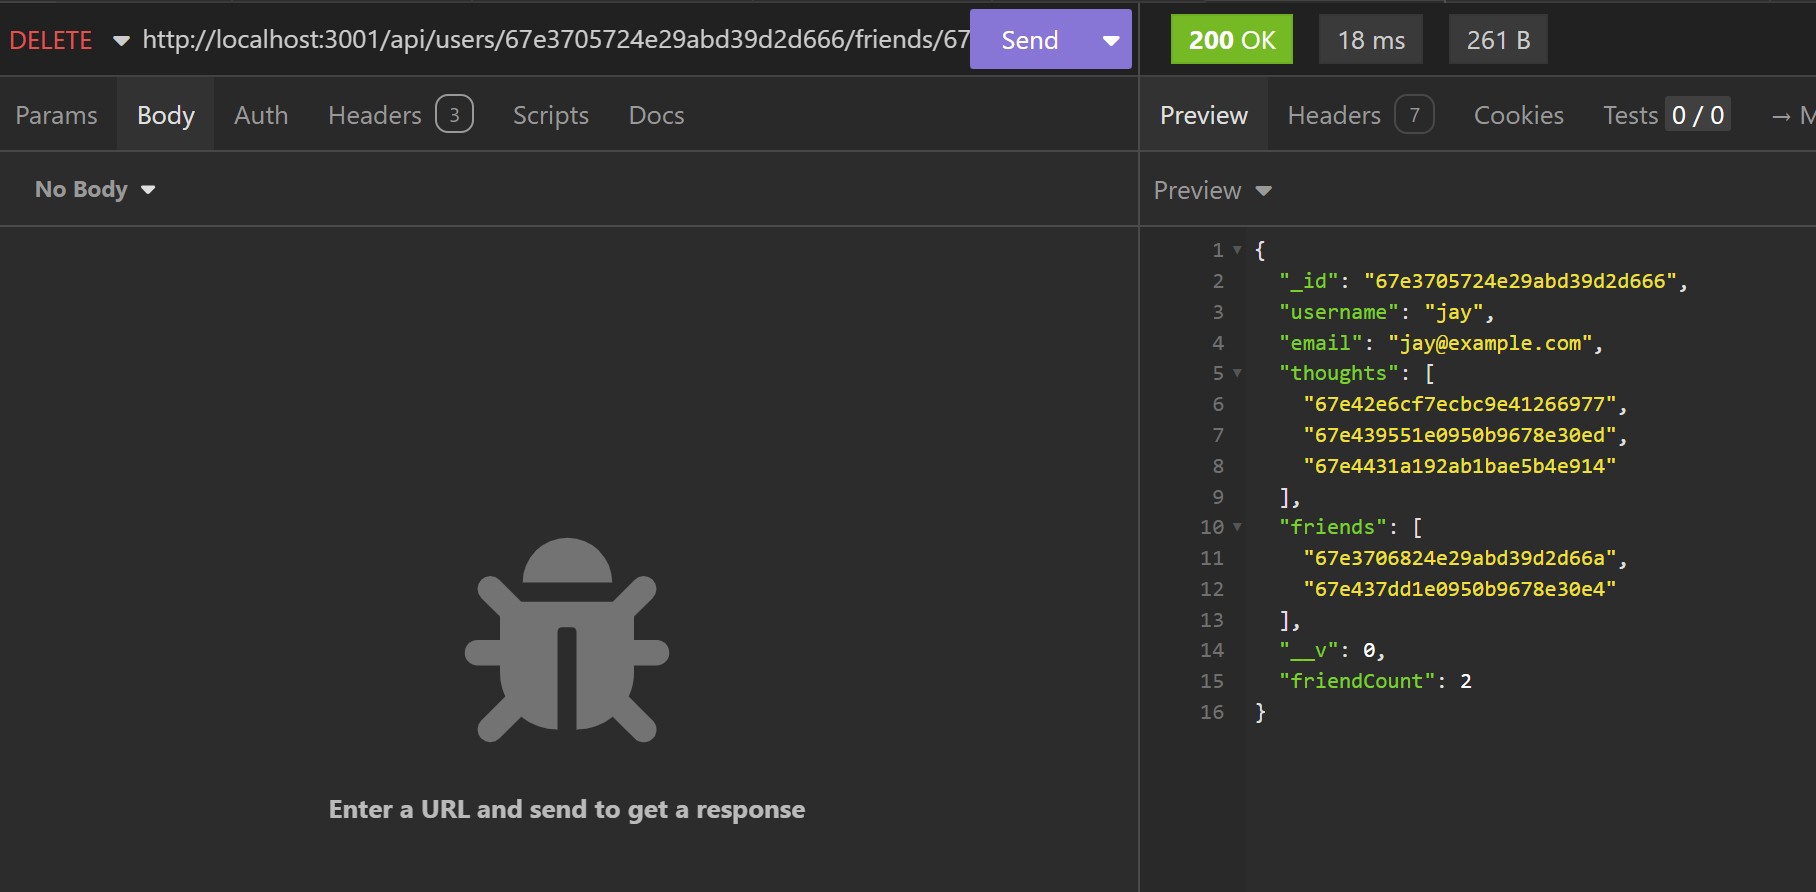 DELETE http://localhost:3001/api/users/67e3705724e29abd39d2d666/friends/67 Send
200 OK 18 ms 261 B
Params Body Auth Headers 3 Scripts Docs
Preview Headers 7 Cookies Tests 0 / 0 → M
No Body
Preview
1 {
2 "_id": "67e3705724e29abd39d2d666",
3 "username": "jay",
4 "email": "jay@example.com",
5 "thoughts": [
6 "67e42e6cf7ecbc9e41266977",
7 "67e439551e0950b9678e30ed",
8 "67e4431a192ab1bae5b4e914"
9 ],
10 "friends": [
11 "67e3706824e29abd39d2d66a",
12 "67e437dd1e0950b9678e30e4"
13 ],
14 "__v": 0,
15 "friendCount": 2
16 }
Enter a URL and send to get a response